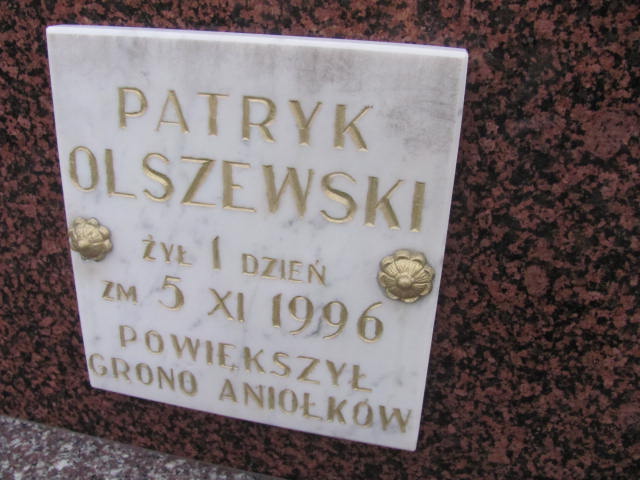 PATRYK
OLSZEWSKI
ŻYŁ 1 DZIEŃ
ZM 5 XI 1996
POWIĘKSZYŁ
GRONO ANIOŁKÓW